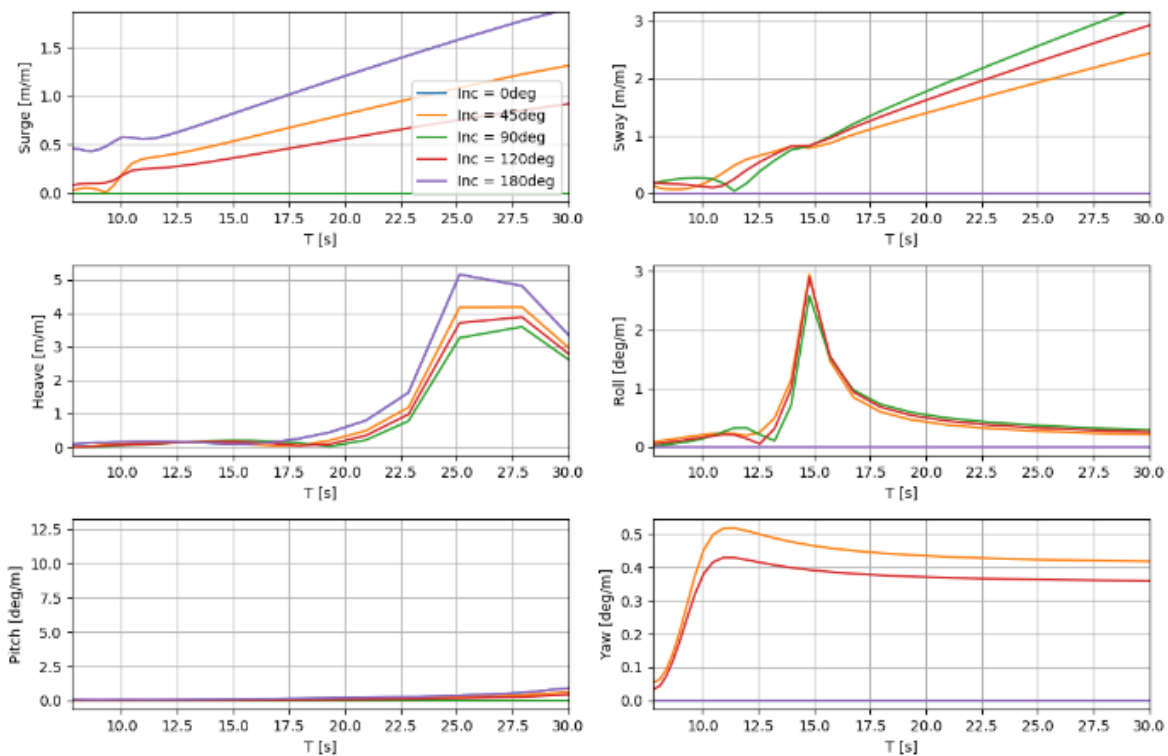 Surge [m/m]
1.5
1.0
0.5
0.0
Inc = 0deg
Inc = 45deg
Inc = 90deg
Inc = 120deg
Inc = 180deg
10.0 12.5 15.0 17.5 20.0 22.5 25.0 27.5 30.0
T [s]
Sway [m/m]
3
2
1
0
10.0 12.5 15.0 17.5 20.0 22.5 25.0 27.5 30.0
T [s]
Heave [m/m]
5
4
3
2
1
0
10.0 12.5 15.0 17.5 20.0 22.5 25.0 27.5 30.0
T [s]
Roll [deg/m]
3
2
1
0
10.0 12.5 15.0 17.5 20.0 22.5 25.0 27.5 30.0
T [s]
Pitch [deg/m]
12.5
10.0
7.5
5.0
2.5
0.0
10.0 12.5 15.0 17.5 20.0 22.5 25.0 27.5 30.0
T [s]
Yaw [deg/m]
0.5
0.4
0.3
0.2
0.1
0.0
10.0 12.5 15.0 17.5 20.0 22.5 25.0 27.5 30.0
T [s]